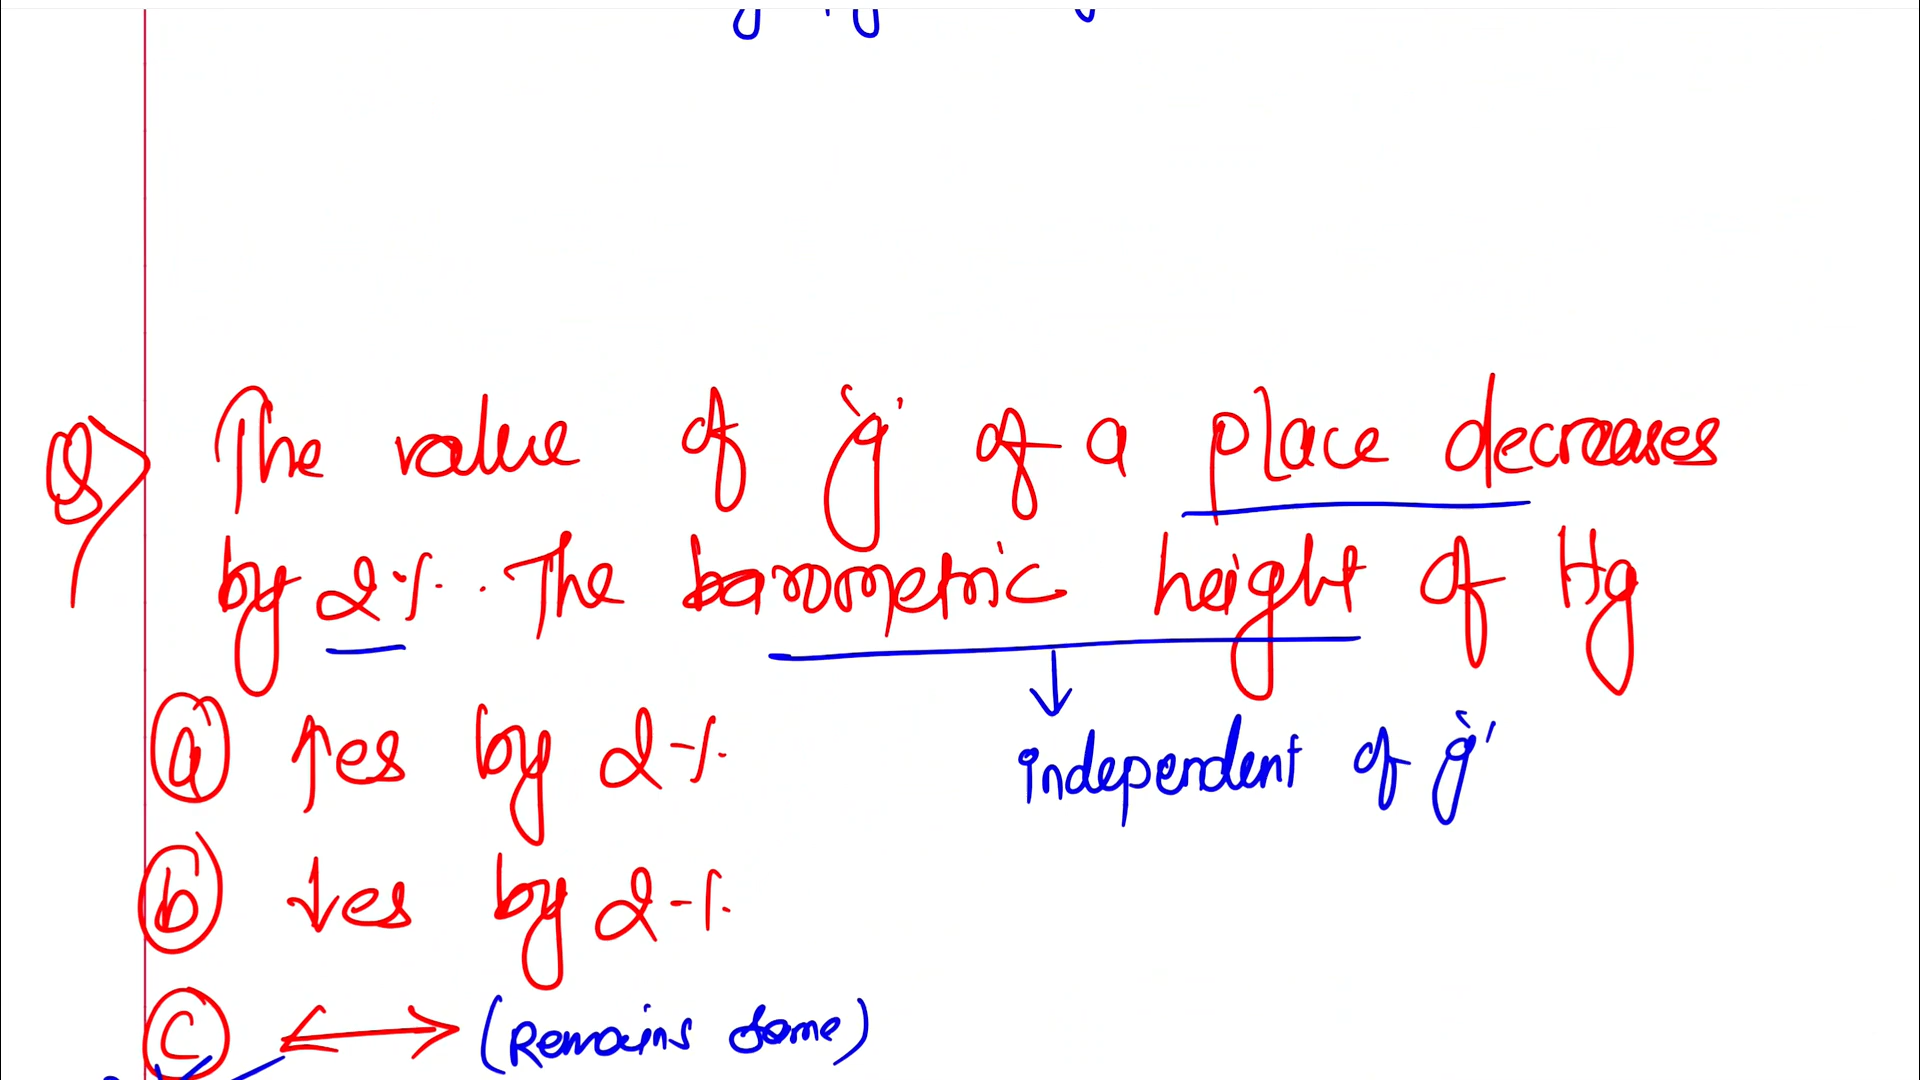 Q> The value of 'g' of a place decreases
by 2%. The barometric height of Hg
independent of 'g'
(a) ↑es by 2%
(b) ↓es by 2%
(c) ⟷ (Remains same)